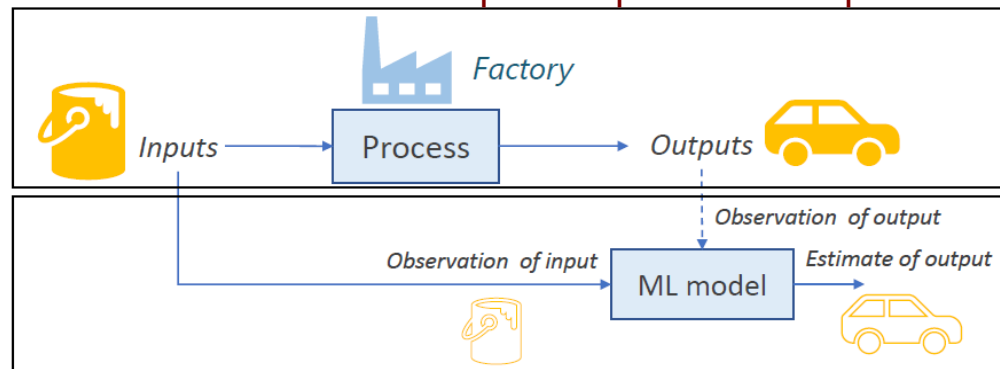 Factory
Inputs
Process
Outputs
Observation of output
Observation of input
Estimate of output
ML model